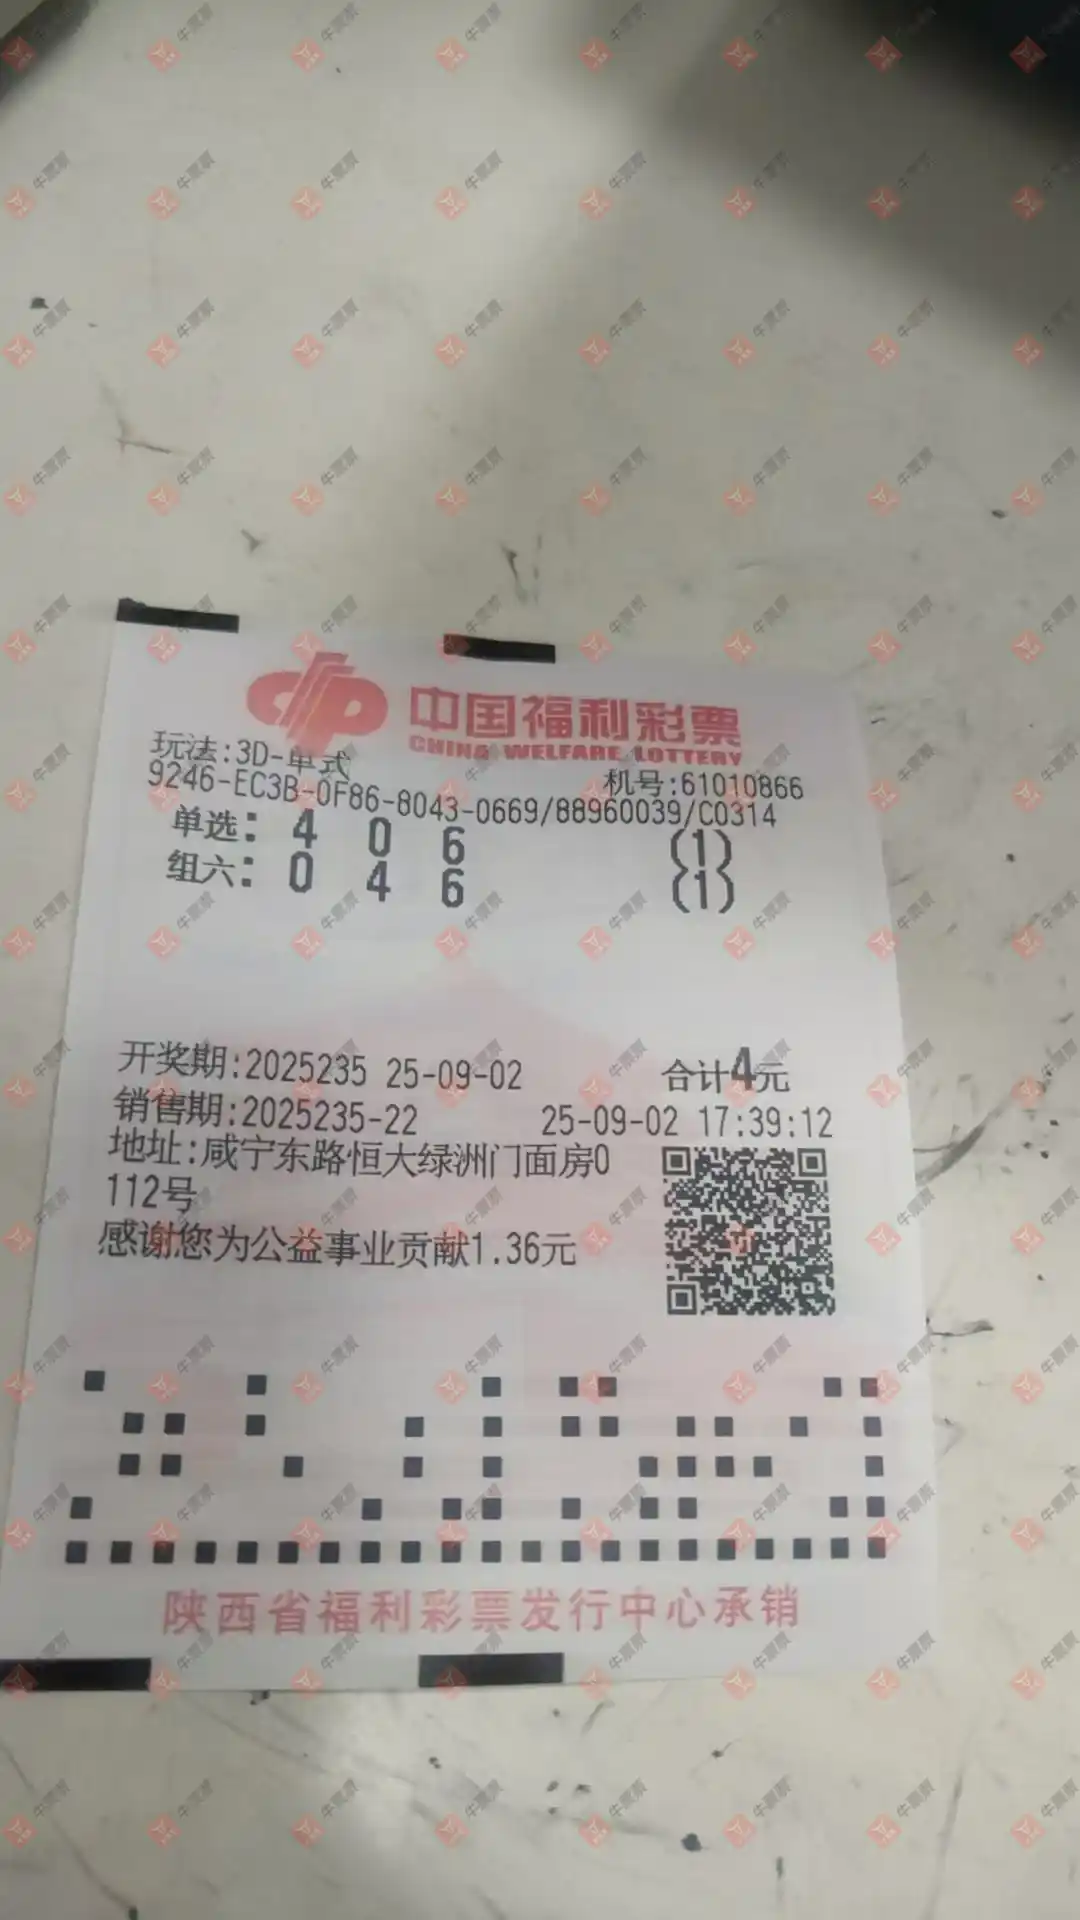 中国福利彩票
CHINA WELFARE LOTTERY
玩法:3D-单式
机号:61010866
9246-EC3B-0F86-8043-0669/88960039/C0314
单选: 4 0 6 (1)
组六: 0 4 6 (1)
开奖期:2025235 25-09-02 合计4元
销售期:2025235-22 25-09-02 17:39:12
地址:咸宁东路恒大绿洲门面房0
112号
感谢您为公益事业贡献1.36元
陕西省福利彩票发行中心承销
牛票票